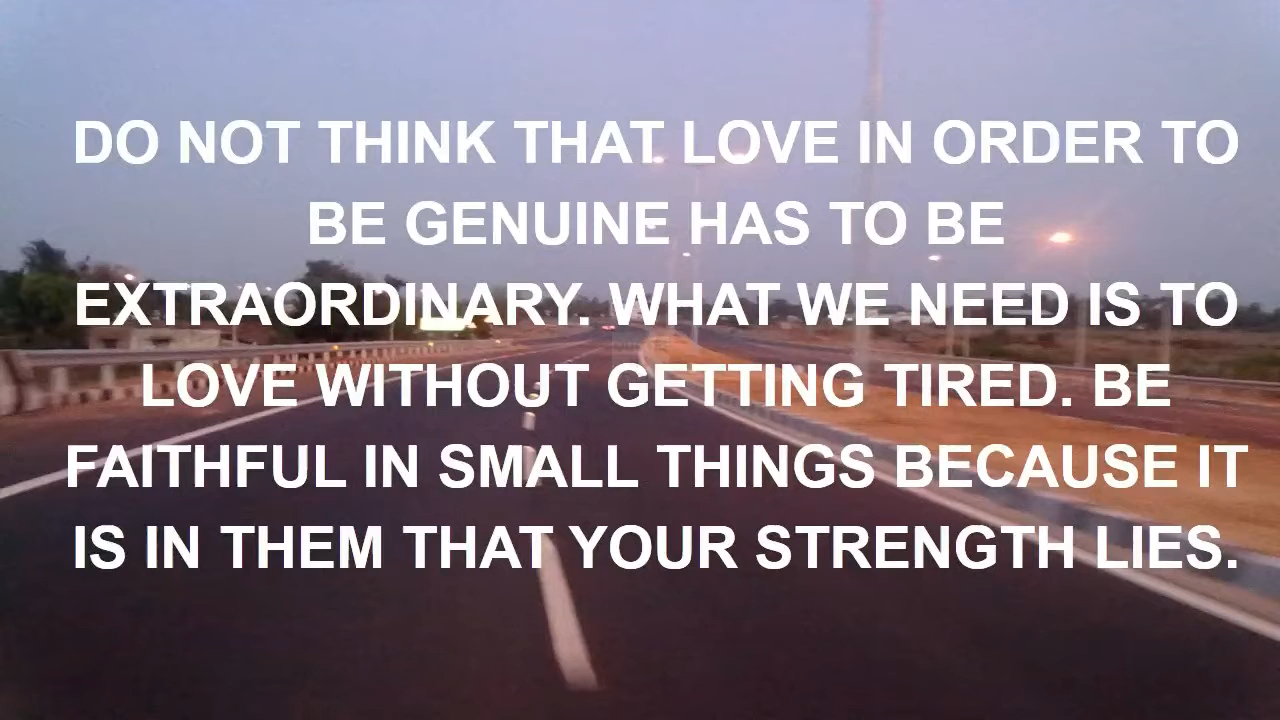 DO NOT THINK THAT LOVE IN ORDER TO
BE GENUINE HAS TO BE
EXTRAORDINARY. WHAT WE NEED IS TO
LOVE WITHOUT GETTING TIRED. BE
FAITHFUL IN SMALL THINGS BECAUSE IT
IS IN THEM THAT YOUR STRENGTH LIES.